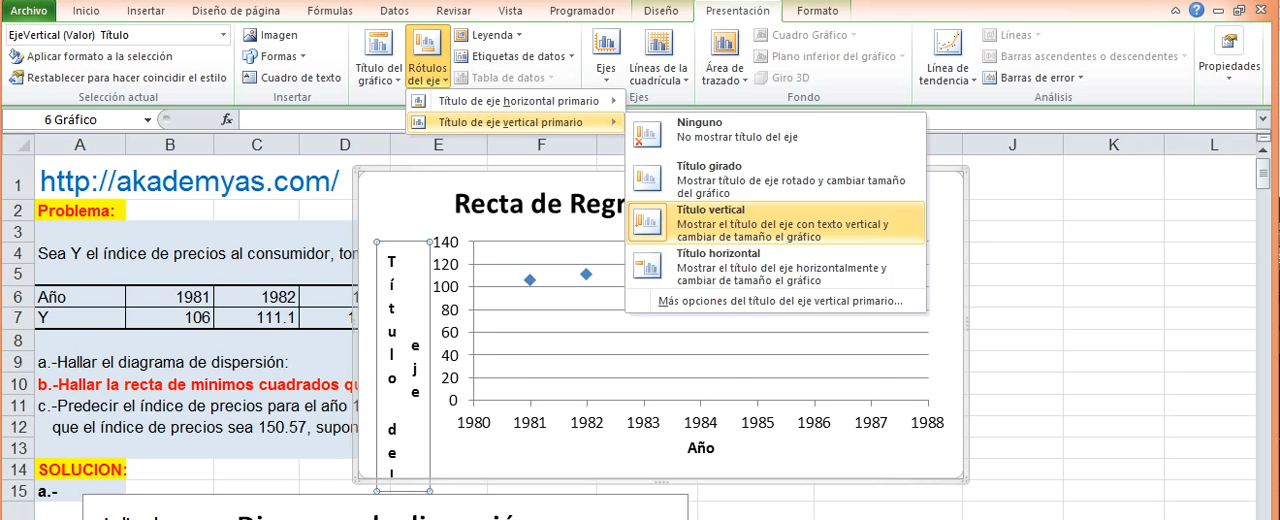 Archivo Inicio Insertar Diseño de página Fórmulas Datos Revisar Vista Programador Diseño Presentación Formato
EjeVertical (Valor) Título
Aplicar formato a la selección
Restablecer para hacer coincidir el estilo
Selección actual
Imagen
Formas
Cuadro de texto
Insertar
Título del gráfico
Rótulos del eje
Leyenda
Etiquetas de datos
Tabla de datos
Ejes
Líneas de la cuadrícula
Ejes
Área de trazado
Cuadro Gráfico
Plano inferior del gráfico
Giro 3D
Fondo
Línea de tendencia
Líneas
Barras ascendentes o descendentes
Barras de error
Análisis
Propiedades
Título de eje horizontal primario
Título de eje vertical primario
Ninguno
No mostrar título del eje
Título girado
Mostrar título de eje rotado y cambiar tamaño
del gráfico
Título vertical
Mostrar el título del eje con texto vertical y
cambiar de tamaño el gráfico
Título horizontal
Mostrar el título del eje horizontalmente y
cambiar de tamaño el gráfico
Más opciones del título del eje vertical primario...
6 Gráfico fx
A B C D E F J K L
1 http://akademyas.com/
2 Problema:
3
4 Sea Y el índice de precios al consumidor, ton
5
6 Año 1981 1982 1
7 Y 106 111.1 1
8
9 a.-Hallar el diagrama de dispersión:
10 b.-Hallar la recta de mínimos cuadrados qu
11 c.-Predecir el índice de precios para el año 1
12 que el índice de precios sea 150.57, supon
13
14 SOLUCION:
15 a.-
Recta de Regr
Título del
eje
140
120
100
80
60
40
20
0
1980 1981 1982 1983 1984 1985 1986 1987 1988
Año